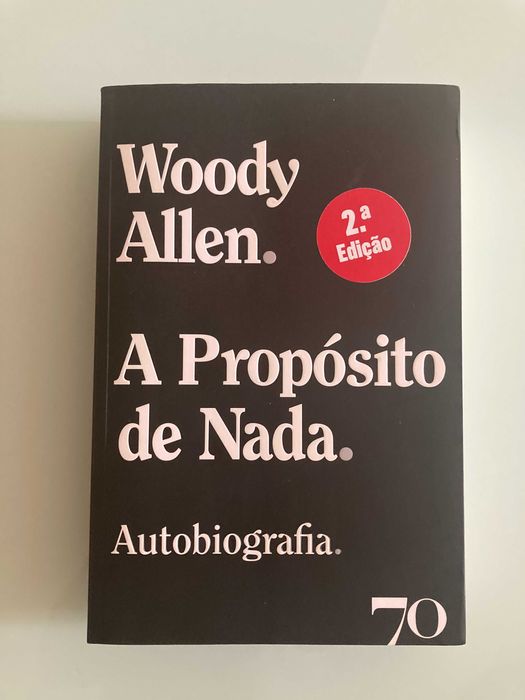 Woody
Allen.
2.ª
Edição
A Propósito
de Nada.
Autobiografia.
70